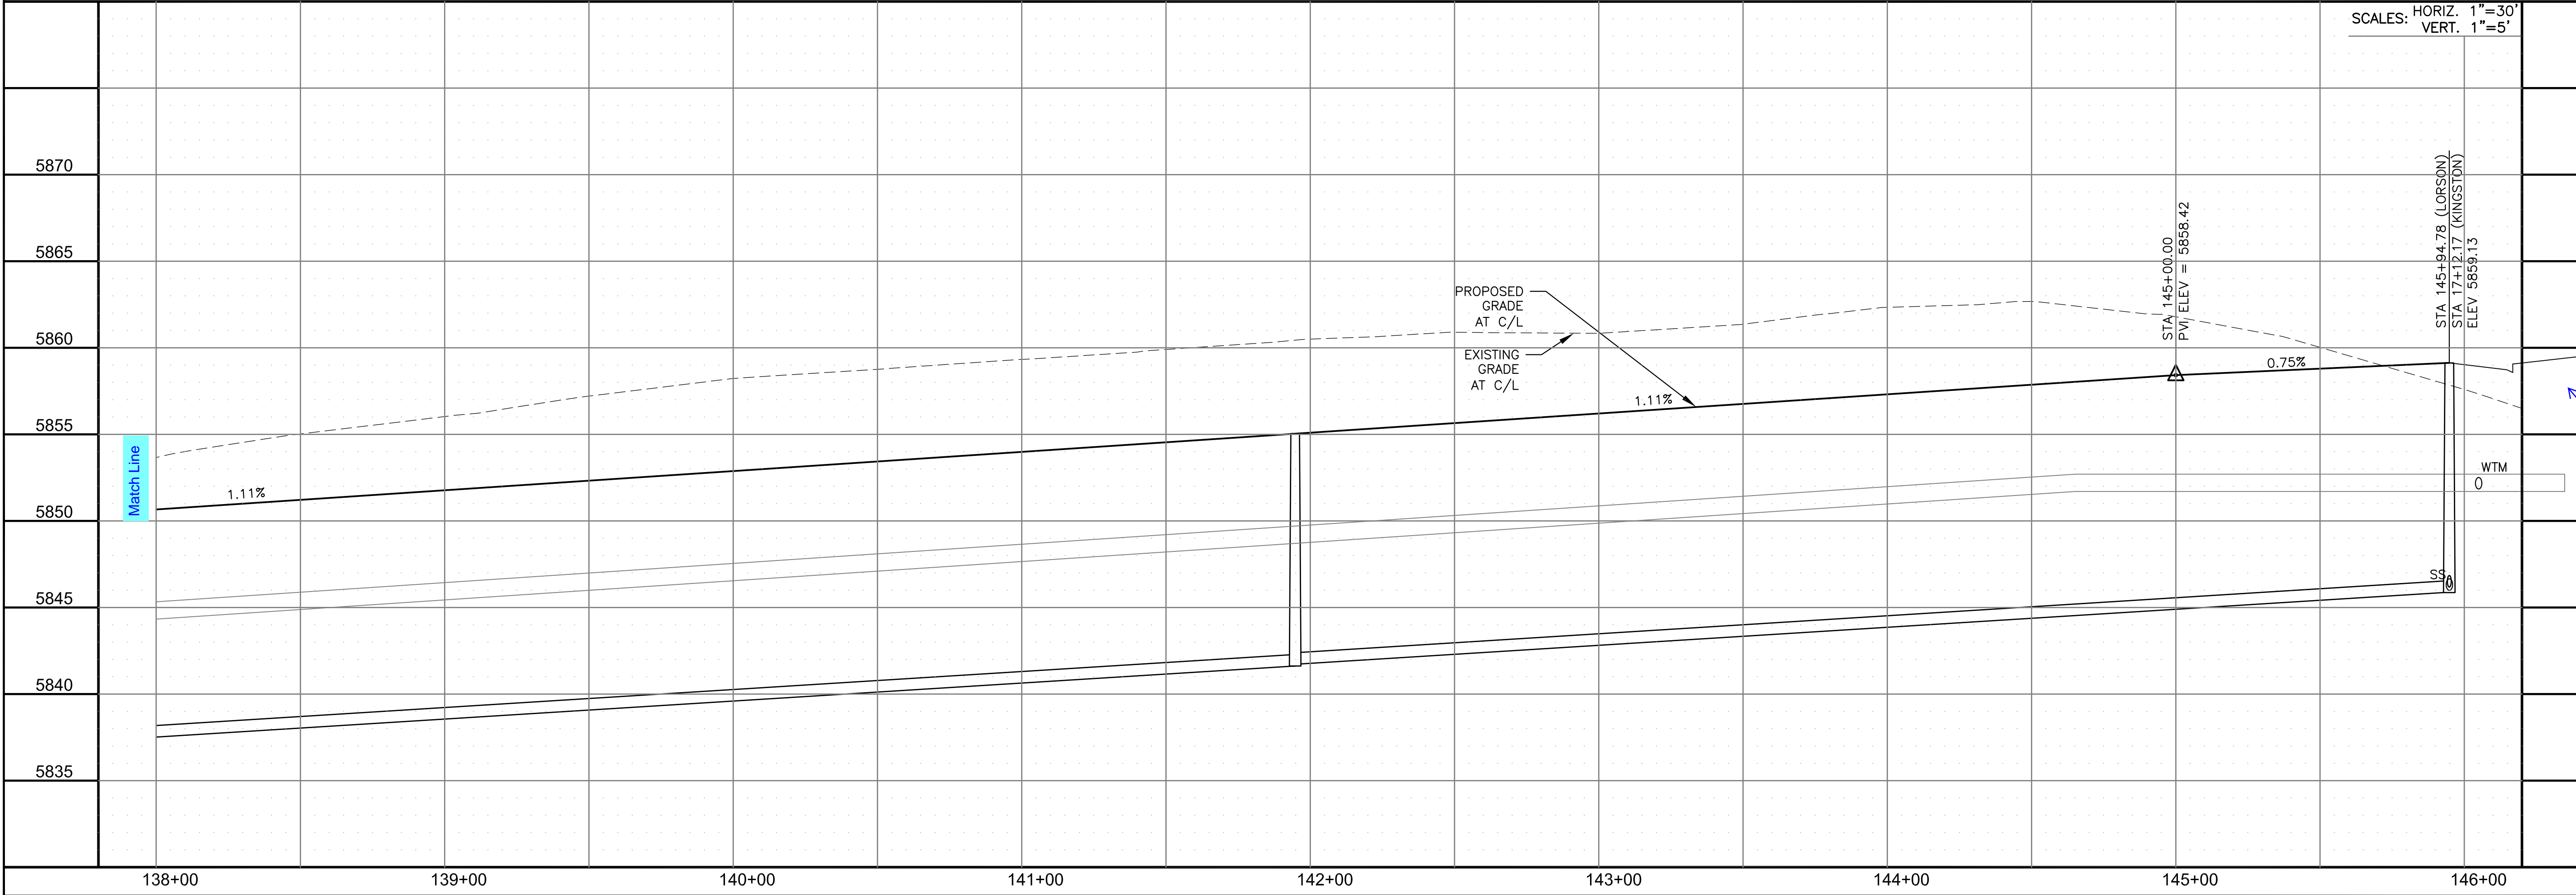 SCALES: HORIZ. 1"=30'
VERT. 1"=5'
5870
5865
5860
5855
5850
5845
5840
5835
Match Line
1.11%
PROPOSED
GRADE
AT C/L
EXISTING
GRADE
AT C/L
1.11%
STA 145+00.00
PVI ELEV = 5858.42
0.75%
STA 145+94.78 (LORSON)
STA 17+12.17 (KINGSTON)
ELEV 5859.13
WTM
SS
138+00
139+00
140+00
141+00
142+00
143+00
144+00
145+00
146+00